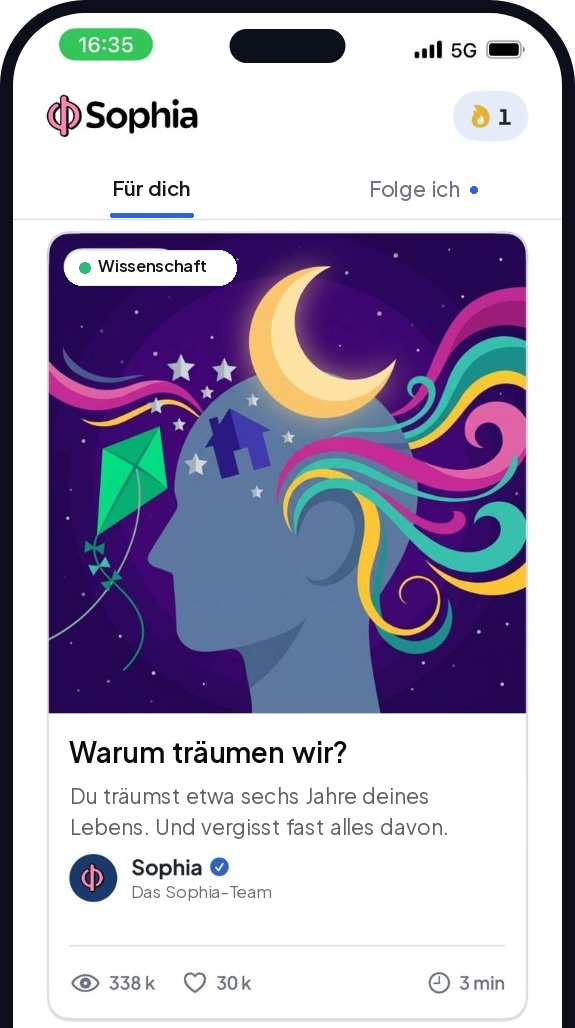 16:35
5G
Sophia
1
Für dich
Folge ich
Wissenschaft
Warum träumen wir?
Du träumst etwa sechs Jahre deines
Lebens. Und vergisst fast alles davon.
Sophia
Das Sophia-Team
338 k
30 k
3 min